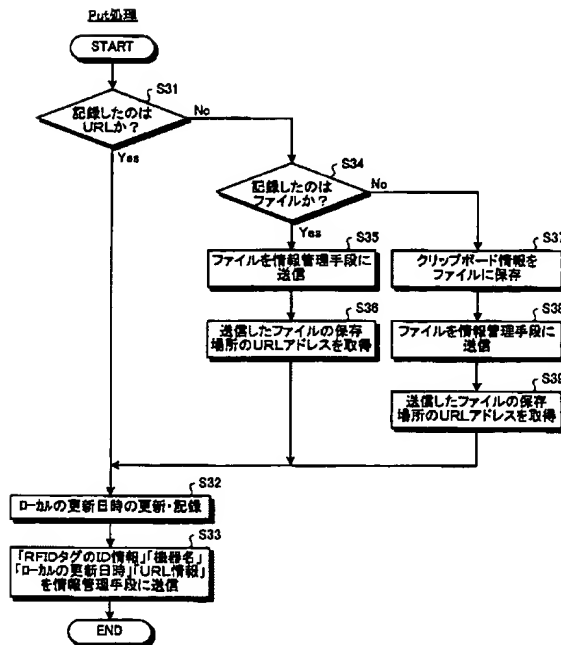 Put処理
START
S31
記録したのは
URLか？
No
Yes
S34
記録したのは
ファイルか？
No
Yes
S35
ファイルを情報管理手段に
送信
S36
送信したファイルの保存
場所のURLアドレスを取得
S37
クリップボード情報を
ファイルに保存
S38
ファイルを情報管理手段に
送信
S39
送信したファイルの保存
場所のURLアドレスを取得
S32
ローカルの更新日時の更新・記録
S33
「RFIDタグのID情報」「機器名」
「ローカルの更新日時」「URL情報」
を情報管理手段に送信
END